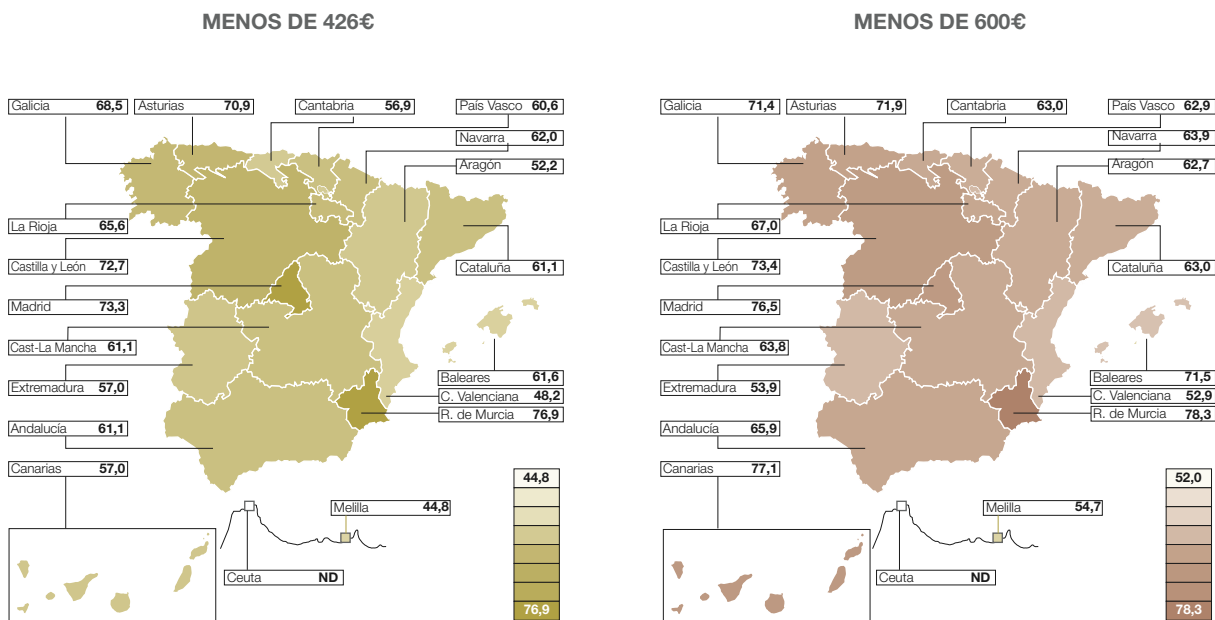 MENOS DE 426€
Galicia 68,5
Asturias 70,9
Cantabria 56,9
País Vasco 60,6
Navarra 62,0
Aragón 52,2
La Rioja 65,6
Castilla y León 72,7
Cataluña 61,1
Madrid 73,3
Cast-La Mancha 61,1
Extremadura 57,0
Baleares 61,6
C. Valenciana 48,2
R. de Murcia 76,9
Andalucía 61,1
Canarias 57,0
Melilla 44,8
Ceuta ND
44,8
76,9
MENOS DE 600€
Galicia 71,4
Asturias 71,9
Cantabria 63,0
País Vasco 62,9
Navarra 63,9
Aragón 62,7
La Rioja 67,0
Castilla y León 73,4
Cataluña 63,0
Madrid 76,5
Cast-La Mancha 63,8
Extremadura 53,9
Baleares 71,5
C. Valenciana 52,9
R. de Murcia 78,3
Andalucía 65,9
Canarias 77,1
Melilla 54,7
Ceuta ND
52,0
78,3